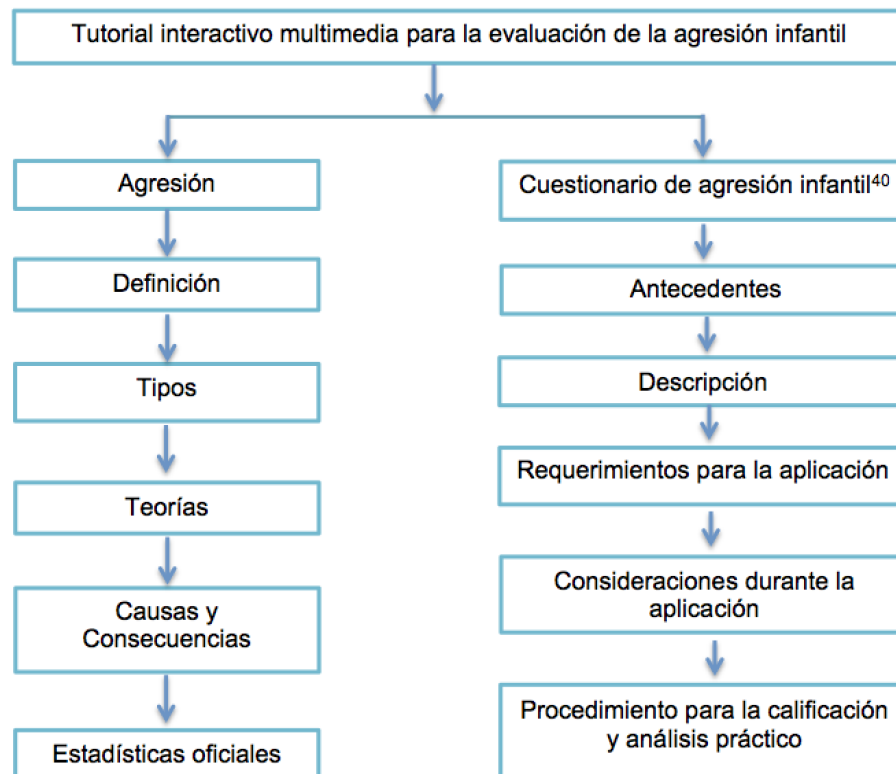 Tutorial interactivo multimedia para la evaluación de la agresión infantil
Agresión
Definición
Tipos
Teorías
Causas y
Consecuencias
Estadísticas oficiales
Cuestionario de agresión infantil⁴⁰
Antecedentes
Descripción
Requerimientos para la aplicación
Consideraciones durante la
aplicación
Procedimiento para la calificación
y análisis práctico